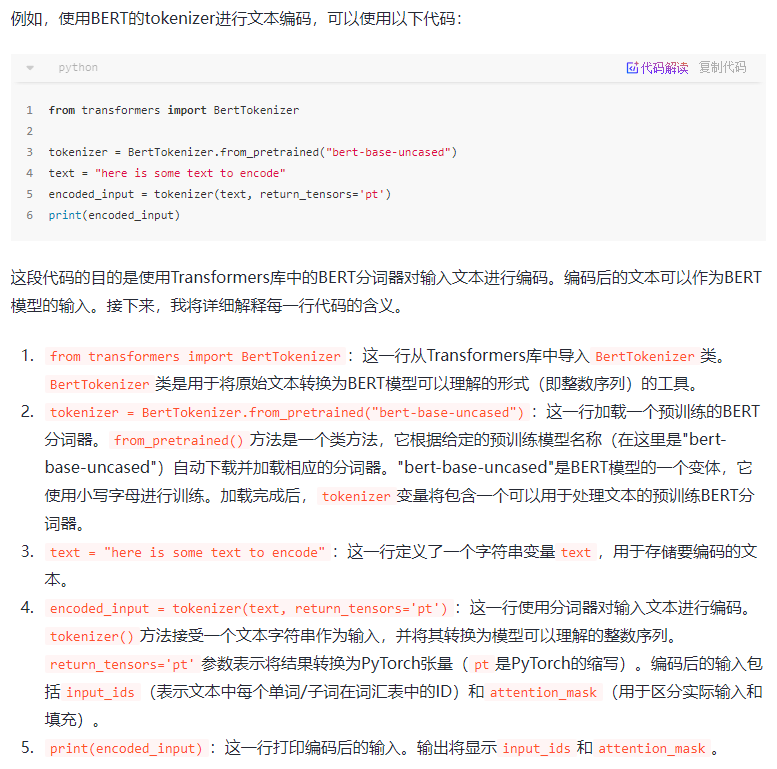 例如，使用BERT的tokenizer进行文本编码，可以使用以下代码：
python
代码解读 复制代码
1 from transformers import BertTokenizer
2
3 tokenizer = BertTokenizer.from_pretrained("bert-base-uncased")
4 text = "here is some text to encode"
5 encoded_input = tokenizer(text, return_tensors='pt')
6 print(encoded_input)
这段代码的目的是使用Transformers库中的BERT分词器对输入文本进行编码。编码后的文本可以作为BERT
模型的输入。接下来，我将详细解释每一行代码的含义。
1. from transformers import BertTokenizer ：这一行从Transformers库中导入 BertTokenizer 类。
BertTokenizer 类是用于将原始文本转换为BERT模型可以理解的形式（即整数序列）的工具。
2. tokenizer = BertTokenizer.from_pretrained("bert-base-uncased") ：这一行加载一个预训练的BERT
分词器。 from_pretrained() 方法是一个类方法，它根据给定的预训练模型名称（在这里是"bert-
base-uncased"）自动下载并加载相应的分词器。"bert-base-uncased"是BERT模型的一个变体，它
使用小写字母进行训练。加载完成后， tokenizer 变量将包含一个可以用于处理文本的预训练BERT分
词器。
3. text = "here is some text to encode" ：这一行定义了一个字符串变量 text ，用于存储要编码的文
本。
4. encoded_input = tokenizer(text, return_tensors='pt') ：这一行使用分词器对输入文本进行编码。
tokenizer() 方法接受一个文本字符串作为输入，并将其转换为模型可以理解的整数序列。
return_tensors='pt' 参数表示将结果转换为PyTorch张量（ pt 是PyTorch的缩写）。编码后的输入包
括 input_ids （表示文本中每个单词/子词在词汇表中的ID）和 attention_mask （用于区分实际输入和
填充）。
5. print(encoded_input) ：这一行打印编码后的输入。输出将显示 input_ids 和 attention_mask 。